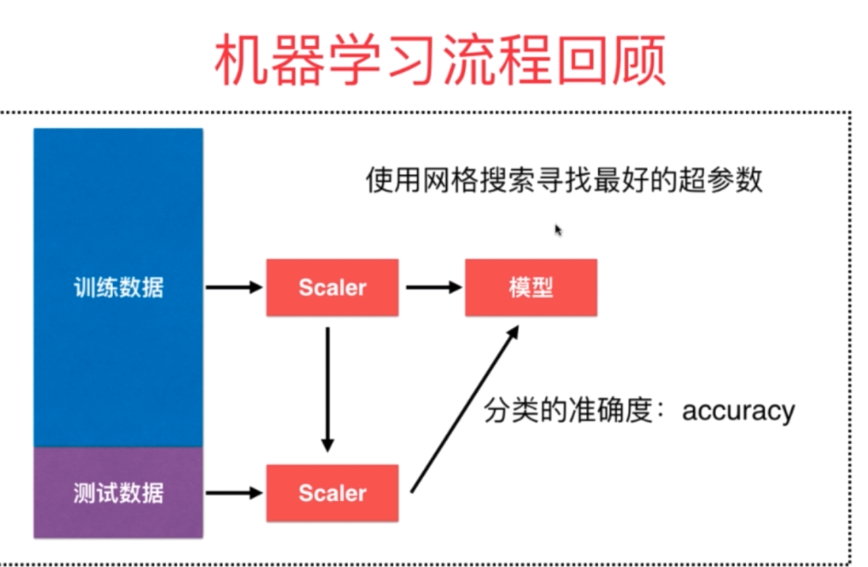 机器学习流程回顾
使用网格搜索寻找最好的超参数
训练数据
Scaler
模型
分类的准确度：accuracy
测试数据
Scaler